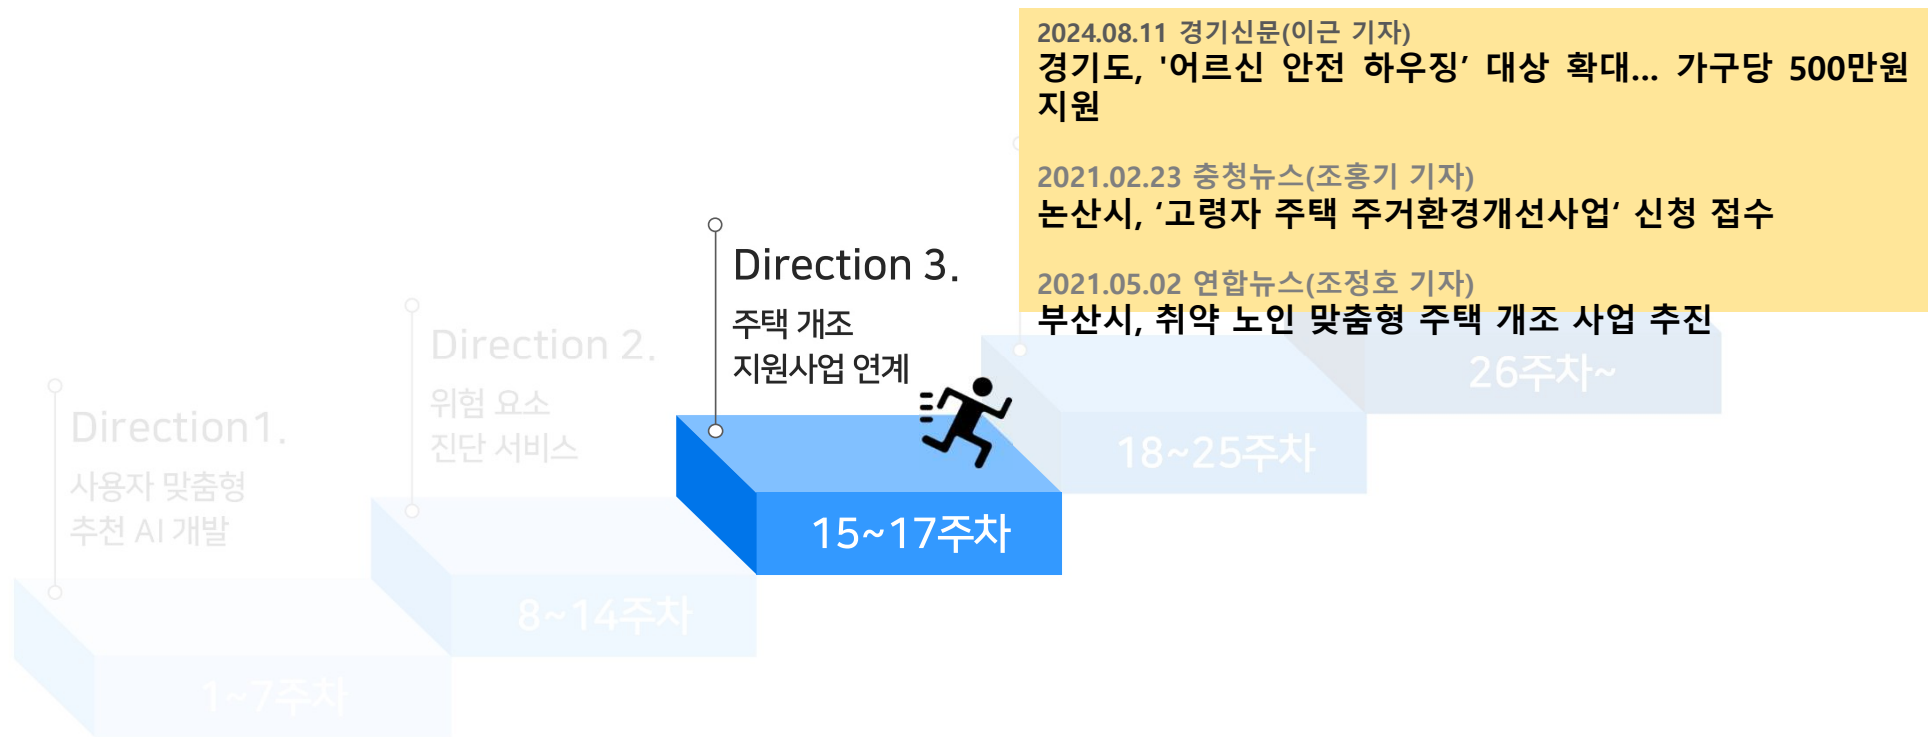 2024.08.11 경기신문(이근 기자)
경기도, '어르신 안전 하우징’ 대상 확대... 가구당 500만원
지원
2021.02.23 충청뉴스(조홍기 기자)
논산시, ‘고령자 주택 주거환경개선사업‘ 신청 접수
2021.05.02 연합뉴스(조정호 기자)
부산시, 취약 노인 맞춤형 주택 개조 사업 추진
Direction 3.
주택 개조
지원사업 연계
15~17주차
Direction 2.
위험 요소
진단 서비스
8~14주차
Direction1.
사용자 맞춤형
추천 AI 개발
1~7주차
18~25주차
26주차~